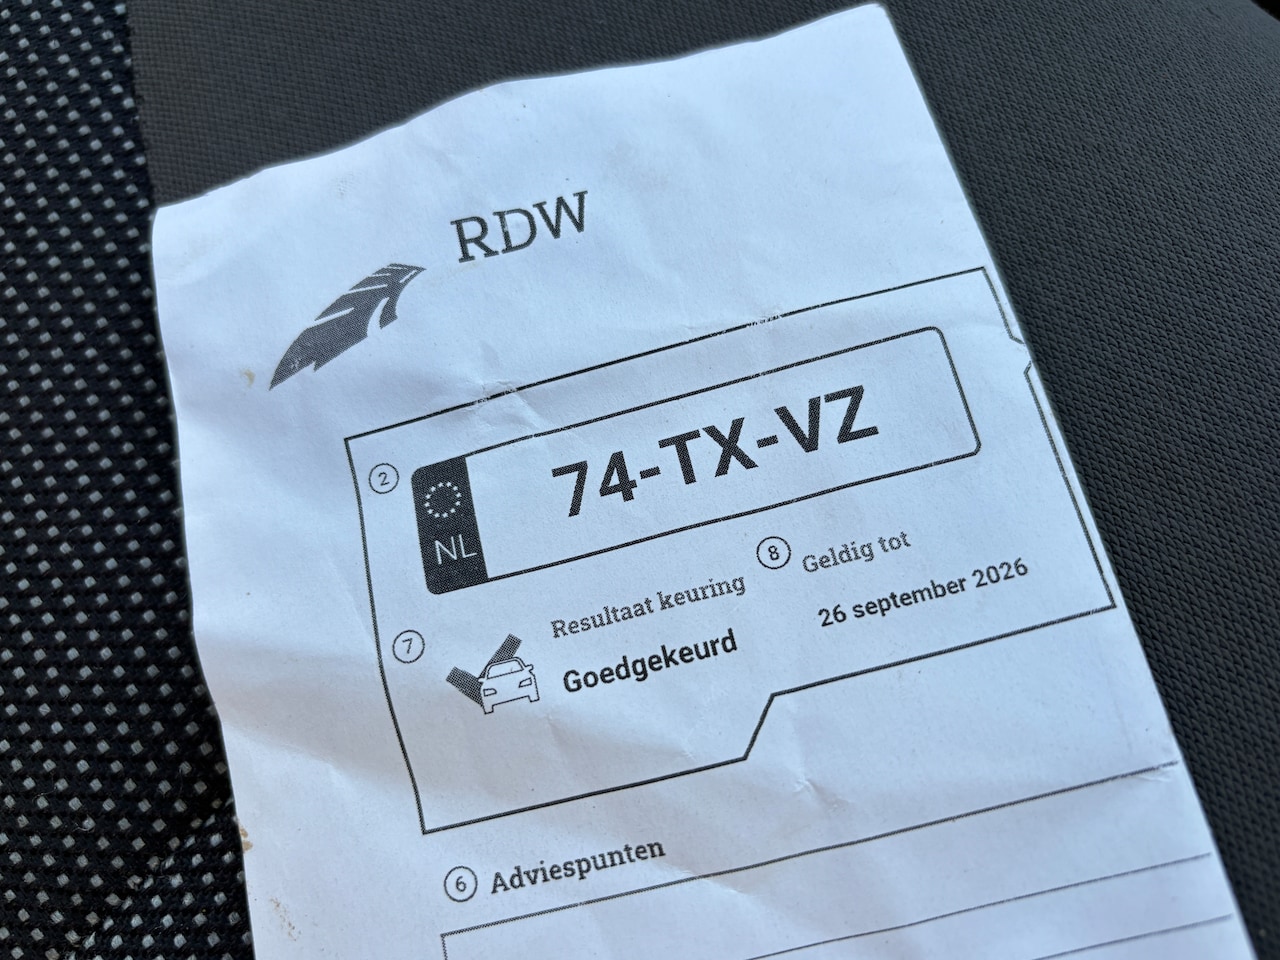 RDW
2
NL
74-TX-VZ
7
Resultaat keuring
Goedgekeurd
8
Geldig tot
26 september 2026
6 Adviespunten